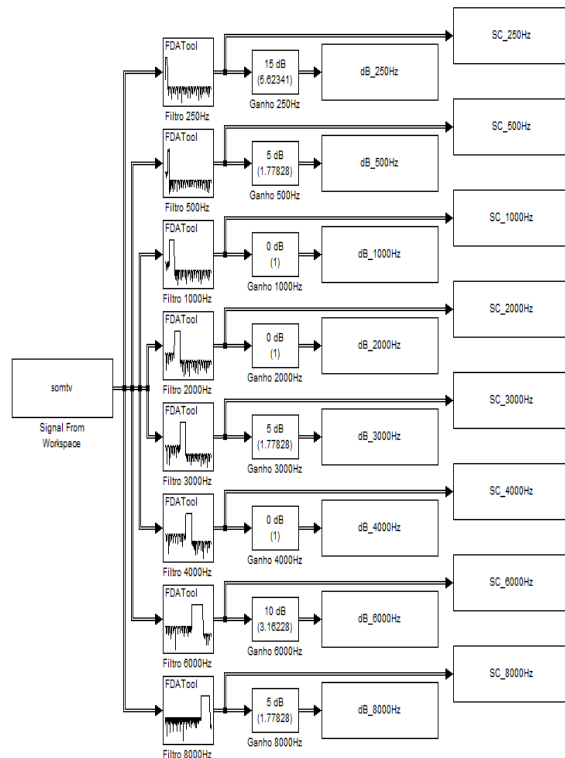 FDATool
Filtro 250Hz
15 dB
(5.62341)
Ganho 250Hz
dB_250Hz
SC_250Hz
FDATool
Filtro 500Hz
5 dB
(1.77828)
Ganho 500Hz
dB_500Hz
SC_500Hz
FDATool
Filtro 1000Hz
0 dB
(1)
Ganho 1000Hz
dB_1000Hz
SC_1000Hz
FDATool
Filtro 2000Hz
0 dB
(1)
Ganho 2000Hz
dB_2000Hz
SC_2000Hz
somtv
Signal From
Workspace
FDATool
Filtro 3000Hz
5 dB
(1.77828)
Ganho 3000Hz
dB_3000Hz
SC_3000Hz
FDATool
Filtro 4000Hz
0 dB
(1)
Ganho 4000Hz
dB_4000Hz
SC_4000Hz
FDATool
Filtro 6000Hz
10 dB
(3.16228)
Ganho 6000Hz
dB_6000Hz
SC_6000Hz
FDATool
Filtro 8000Hz
5 dB
(1.77828)
Ganho 8000Hz
dB_8000Hz
SC_8000Hz